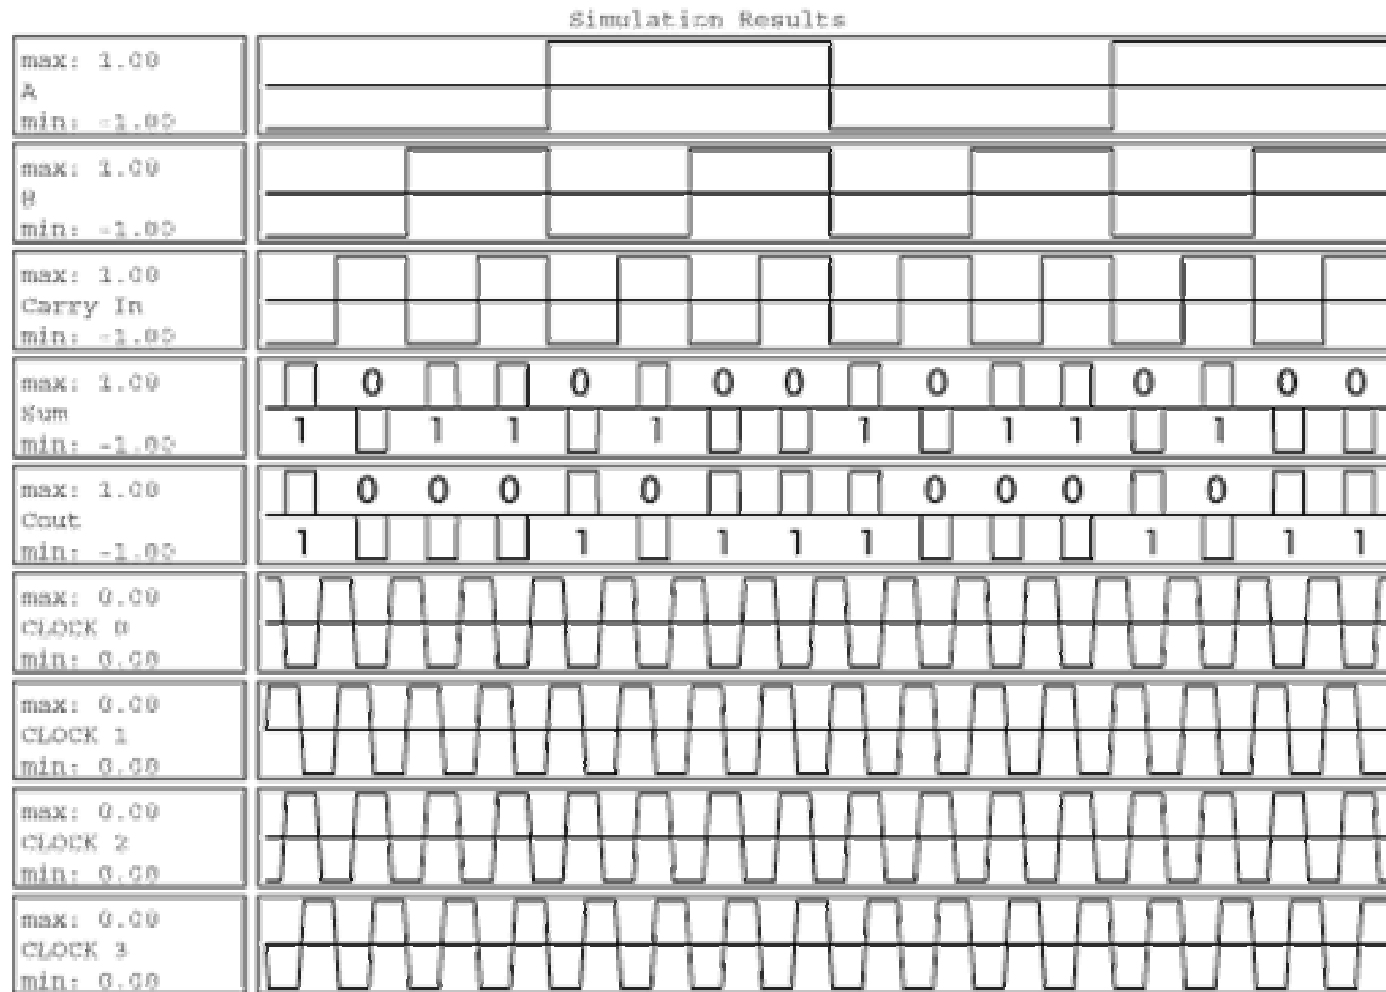 Simulation Results
max: 1.00
A
min: -1.00
max: 1.00
B
min: -1.00
max: 1.00
Carry In
min: -1.00
max: 1.00
Sum
min: -1.00
0 0 0 0 0 0 0 0
1 1 1 1 1 1 1 1
max: 1.00
Cout
min: -1.00
0 0 0 0 0 0 0 0
1 1 1 1 1 1 1 1
max: 0.00
CLOCK 0
min: 0.00
max: 0.00
CLOCK 1
min: 0.00
max: 0.00
CLOCK 2
min: 0.00
max: 0.00
CLOCK 3
min: 0.00